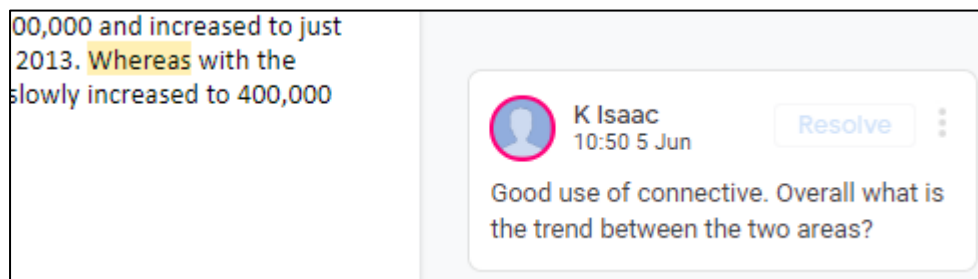 00,000 and increased to just
2013. Whereas with the
slowly increased to 400,000
K Isaac
10:50 5 Jun
Resolve
Good use of connective. Overall what is
the trend between the two areas?